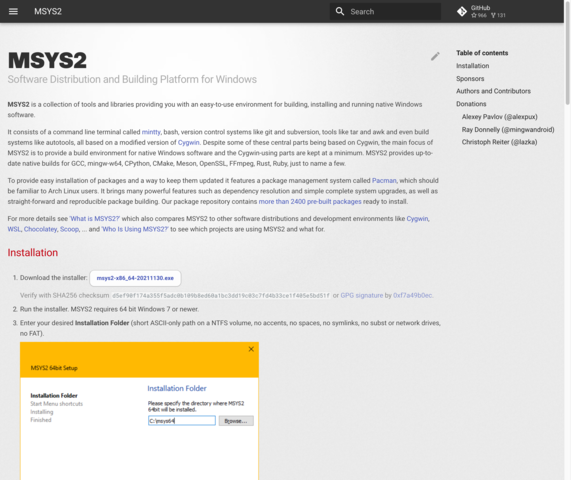 MSYS2
Search
GitHub
966 131
MSYS2
Software Distribution and Building Platform for Windows
MSYS2 is a collection of tools and libraries providing you with an easy-to-use environment for building, installing and running native Windows
software.
It consists of a command line terminal called mintty, bash, version control systems like git and subversion, tools like tar and awk and even build
systems like autotools, all based on a modified version of Cygwin. Despite some of these central parts being based on Cygwin, the main focus of
MSYS2 is to provide a build environment for native Windows software and the Cygwin-using parts are kept at a minimum. MSYS2 provides up-to-
date native builds for GCC, mingw-w64, CPython, CMake, Meson, OpenSSL, FFmpeg, Rust, Ruby, just to name a few.
To provide easy installation of packages and a way to keep them updated it features a package management system called Pacman, which should
be familiar to Arch Linux users. It brings many powerful features such as dependency resolution and simple complete system upgrades, as well as
straight-forward and reproducible package building. Our package repository contains more than 2400 pre-built packages ready to install.
For more details see 'What is MSYS2?' which also compares MSYS2 to other software distributions and development environments like Cygwin,
WSL, Chocolatey, Scoop, ... and 'Who Is Using MSYS2?' to see which projects are using MSYS2 and what for.
Installation
1. Download the installer: msys2-x86_64-20211130.exe
Verify with SHA256 checksum or GPG signature by 0xf7a49b0ec.
2. Run the installer. MSYS2 requires 64 bit Windows 7 or newer.
3. Enter your desired Installation Folder (short ASCII-only path on a NTFS volume, no accents, no spaces, no symlinks, no subst or network drives,
no FAT).
MSYS2 64bit Setup
Installation Folder
Start Menu shortcuts
Installing
Finished
Installation Folder
Please specify the directory where MSYS2
64bit will be installed.
C:\msys64
Browse...
Table of contents
Installation
Sponsors
Authors and Contributors
Donations
Alexey Pavlov (@alexpux)
Ray Donnelly (@mingwandroid)
Christoph Reiter (@lazka)